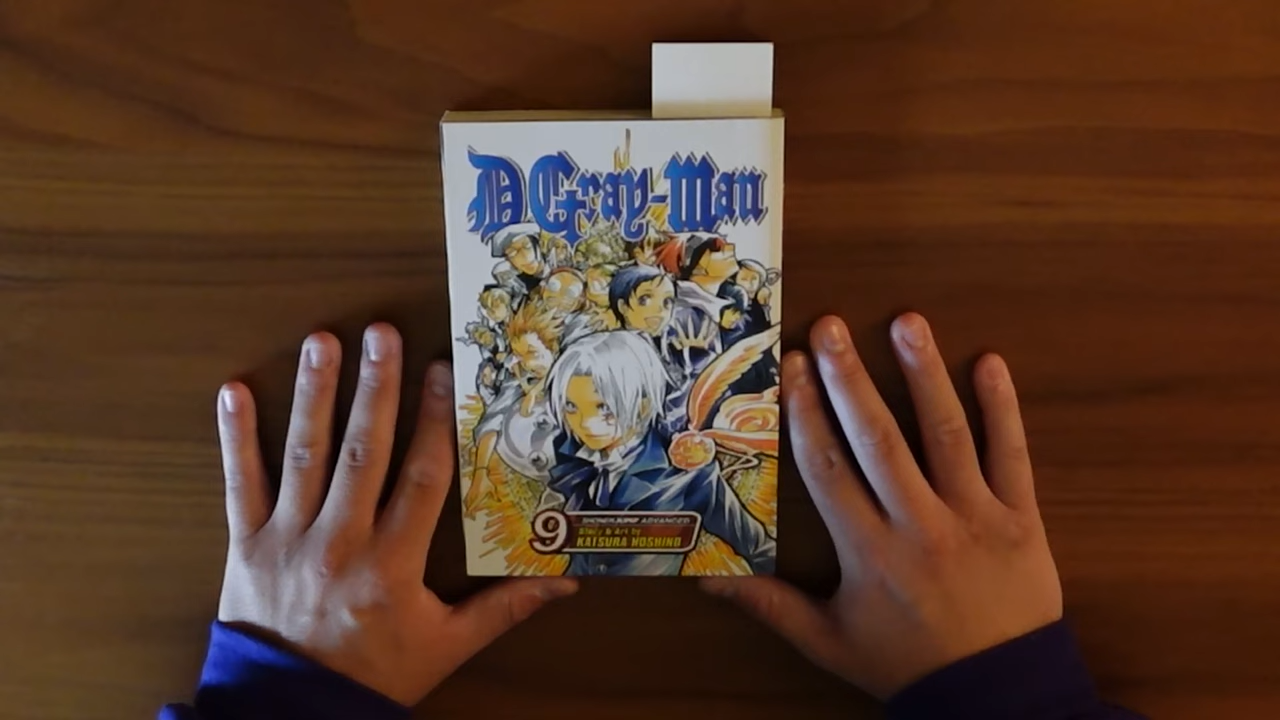 D.Gray-Man
9
SHONEN JUMP ADVANCED
Story & Art by
KATSURA HOSHINO